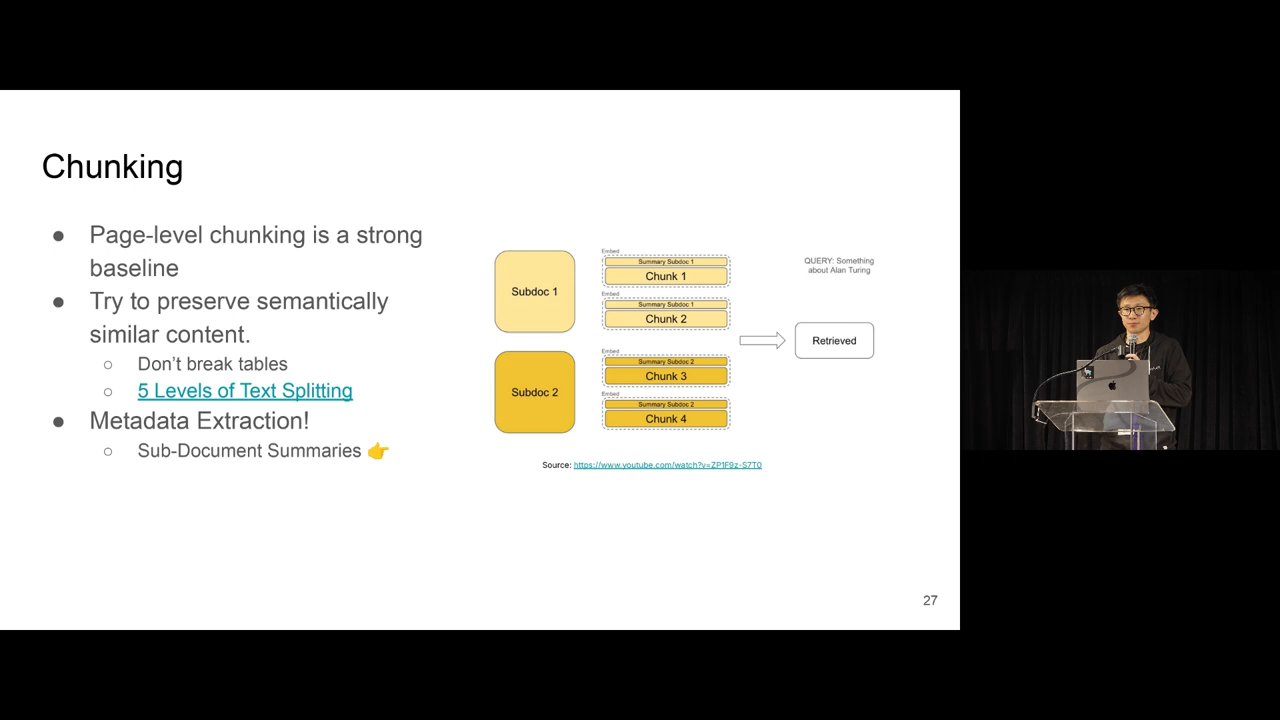 Chunking
● Page-level chunking is a strong
baseline
● Try to preserve semantically
similar content.
○ Don’t break tables
○ 5 Levels of Text Splitting
● Metadata Extraction!
○ Sub-Document Summaries 👉
Subdoc 1
Embed
Summary Subdoc 1
Chunk 1
Embed
Summary Subdoc 1
Chunk 2
Subdoc 2
Embed
Summary Subdoc 2
Chunk 3
Embed
Summary Subdoc 2
Chunk 4
QUERY: Something
about Alan Turing
Retrieved
Source: https://www.youtube.com/watch?v=ZP1F9z-S7T0
27